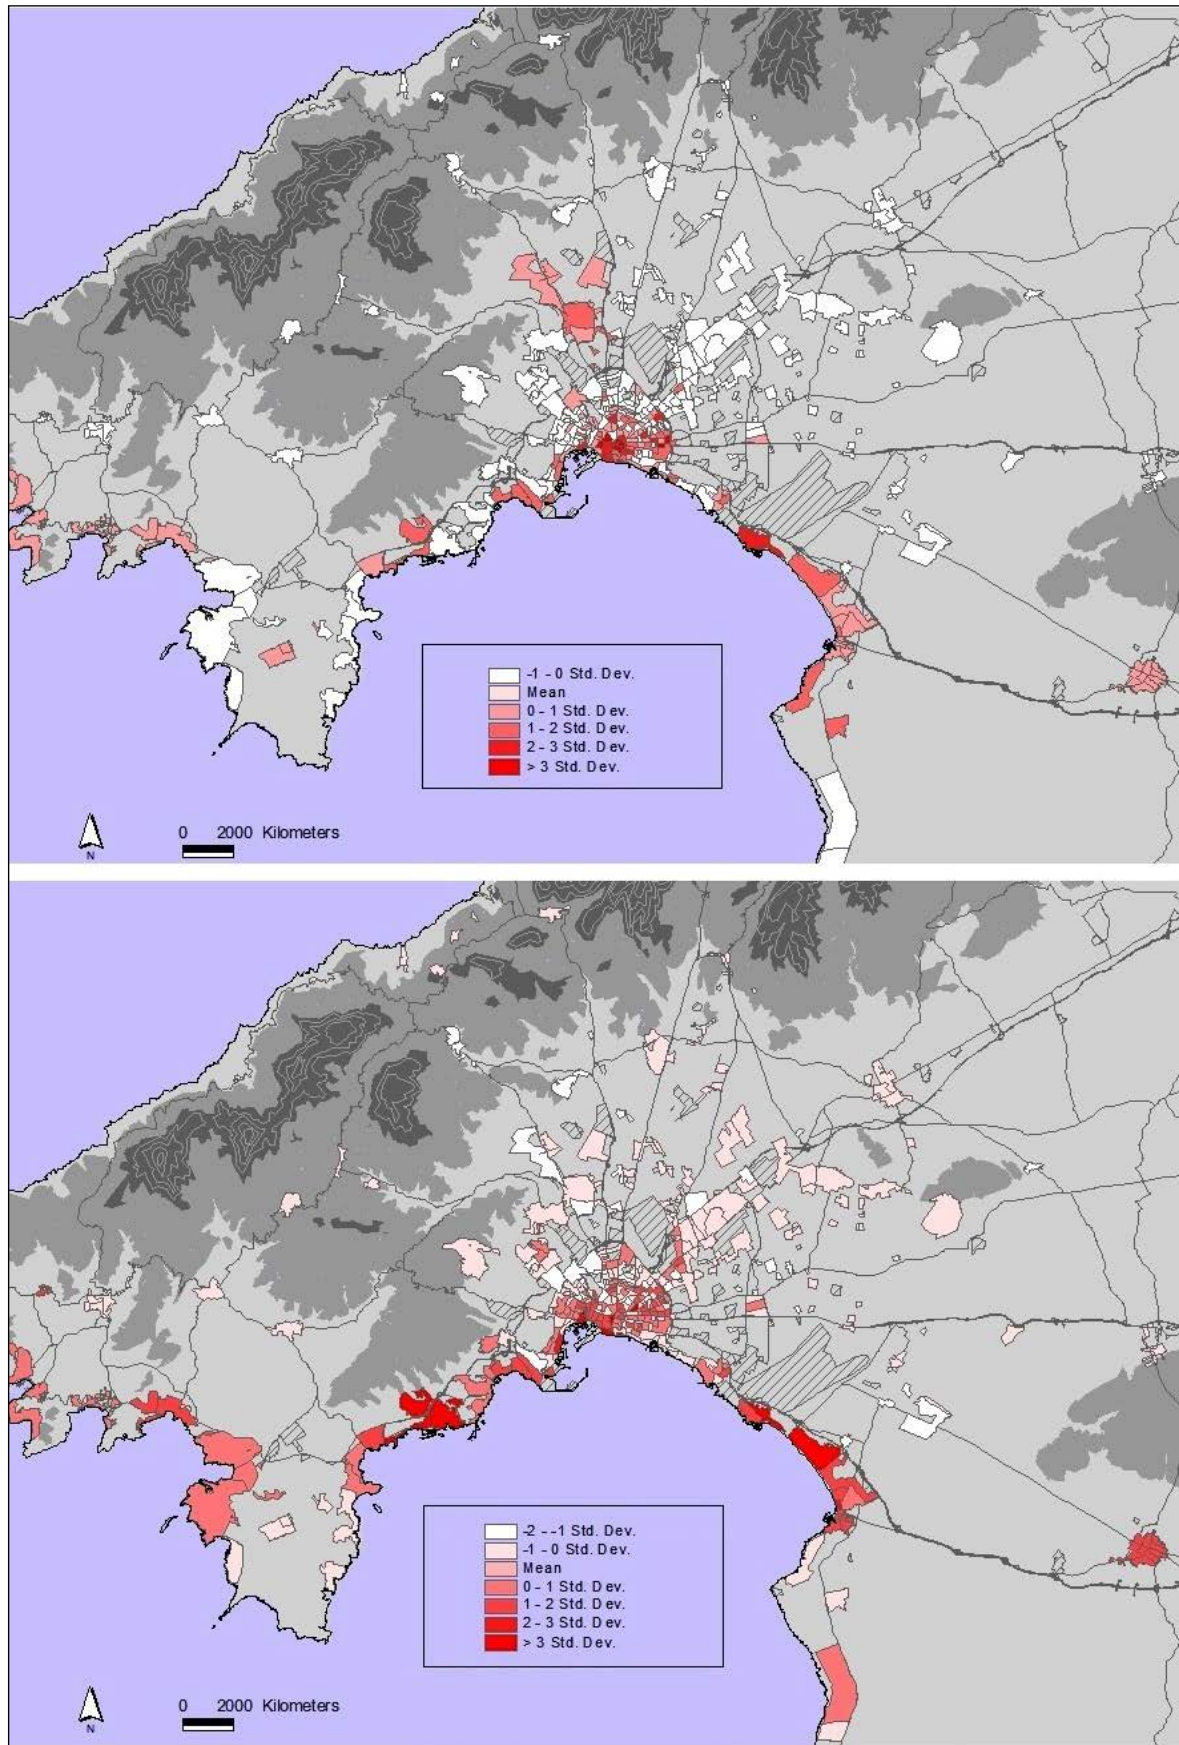 -1 - 0 Std. Dev.
Mean
0 - 1 Std. Dev.
1 - 2 Std. Dev.
2 - 3 Std. Dev.
> 3 Std. Dev.
N
0 2000 Kilometers
-2 - -1 Std. Dev.
-1 - 0 Std. Dev.
Mean
0 - 1 Std. Dev.
1 - 2 Std. Dev.
2 - 3 Std. Dev.
> 3 Std. Dev.
N
0 2000 Kilometers